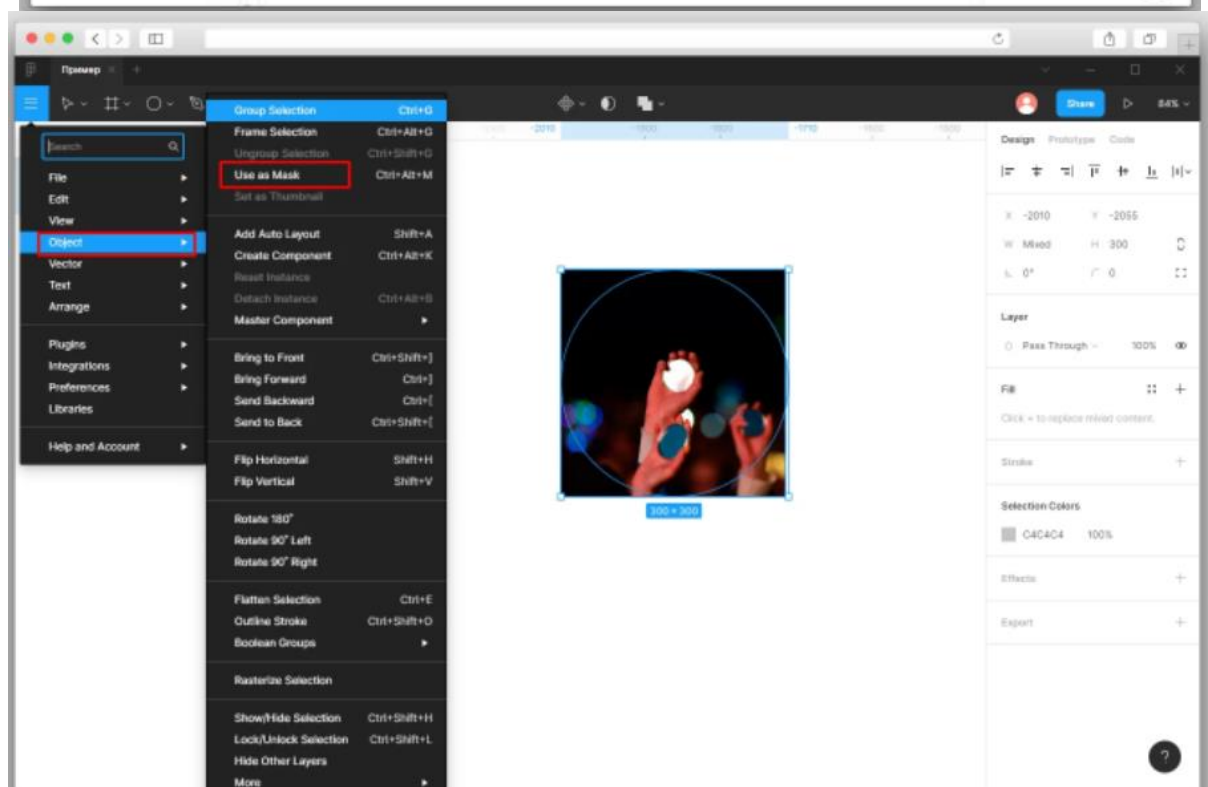 Пример
Share
84%
Search
File
Edit
View
Object
Vector
Text
Arrange
Plugins
Integrations
Preferences
Libraries
Help and Account
Group Selection Ctrl+G
Frame Selection Ctrl+Alt+G
Ungroup Selection Ctrl+Shift+G
Use as Mask Ctrl+Alt+M
Set as Thumbnail
Add Auto Layout Shift+A
Create Component Ctrl+Alt+K
Reset Instance
Detach Instance Ctrl+Alt+B
Master Component
Bring to Front Ctrl+Shift+]
Bring Forward Ctrl+]
Send Backward Ctrl+[
Send to Back Ctrl+Shift+[
Flip Horizontal Shift+H
Flip Vertical Shift+V
Rotate 180°
Rotate 90° Left
Rotate 90° Right
Flatten Selection Ctrl+E
Outline Stroke Ctrl+Shift+O
Boolean Groups
Rasterize Selection
Show/Hide Selection Ctrl+Shift+H
Lock/Unlock Selection Ctrl+Shift+L
Hide Other Layers
More
-2010 -1710
300 × 300
Design Prototype Code
X -2010 Y -2055
W Mixed H 300
0° 0
Layer
Pass Through 100%
Fill
Click + to replace mixed content.
Stroke
Selection Colors
C4C4C4 100%
Effects
Export
?